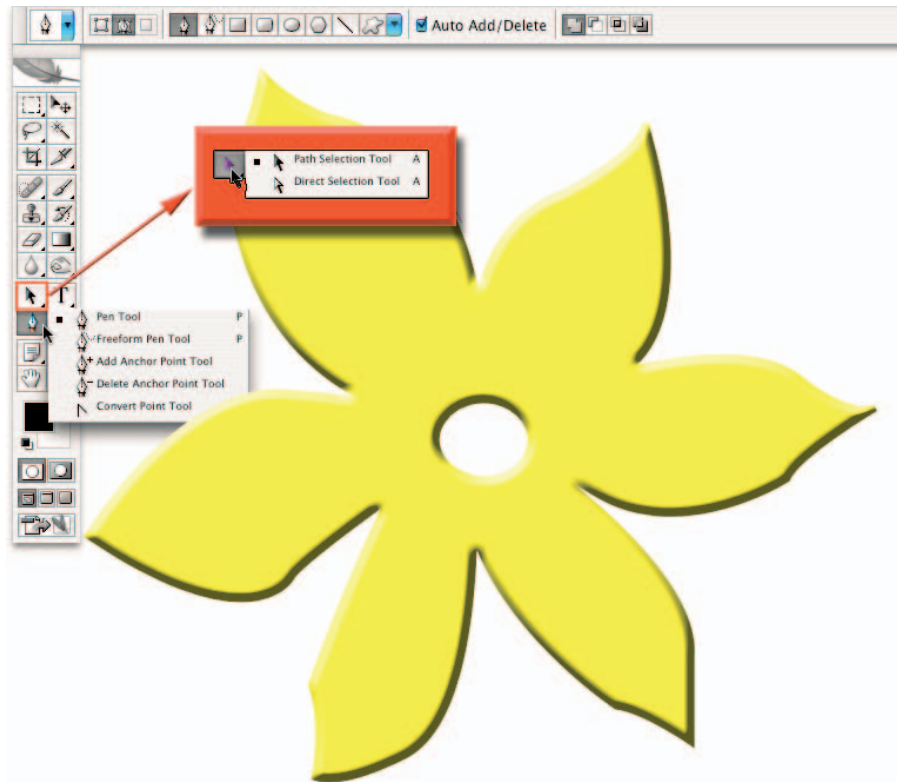 Auto Add/Delete
Path Selection Tool A
Direct Selection Tool A
T
Pen Tool P
Freeform Pen Tool P
Add Anchor Point Tool
Delete Anchor Point Tool
Convert Point Tool